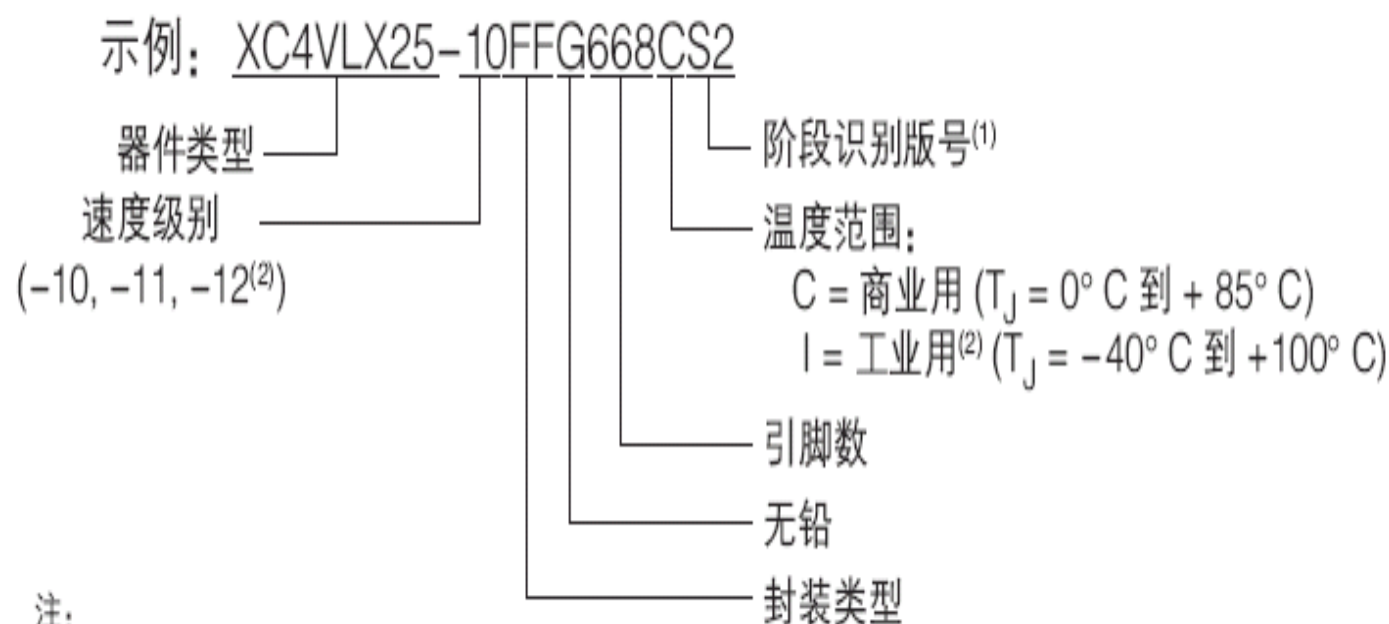 示例：XC4VLX25-10FFG668CS2
器件类型
速度级别
(-10, -11, -12(2))
阶段识别版号(1)
温度范围：
C = 商业用 (TJ = 0° C 到 + 85° C)
I = 工业用(2) (TJ = -40° C 到 +100° C)
引脚数
无铅
封装类型
注：